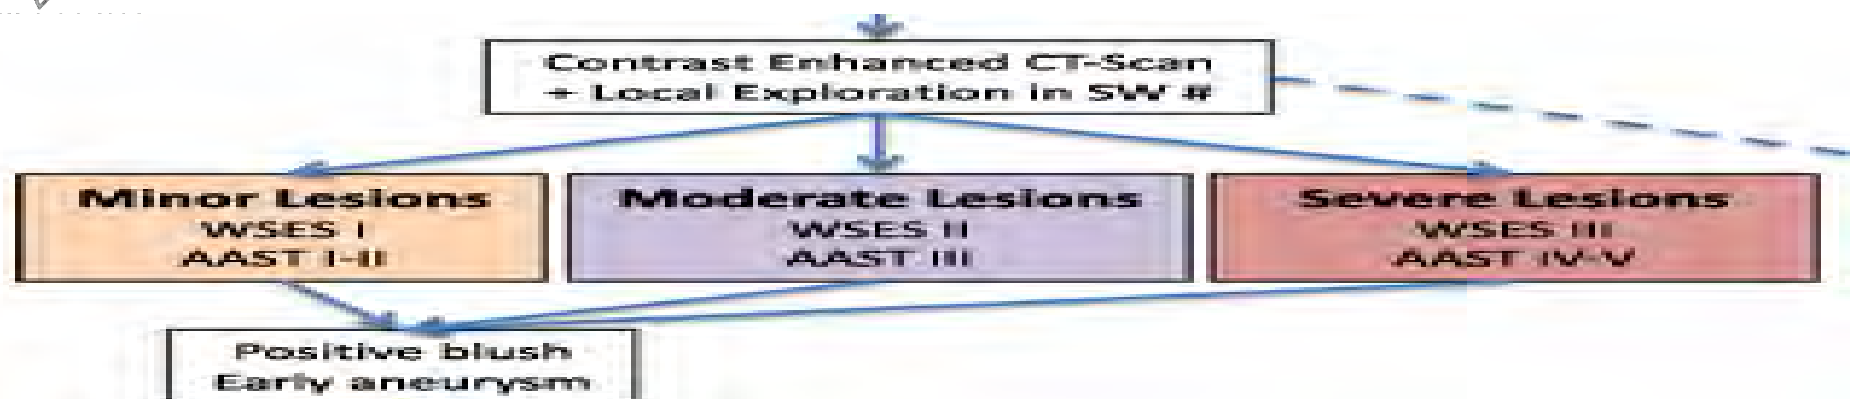 Contrast Enhanced CT-Scan
+ Local Exploration in SW #
Minor Lesions
WSES I
AAST I-II
Moderate Lesions
WSES II
AAST III
Severe Lesions
WSES III
AAST IV-V
Positive blush
Early aneurysm